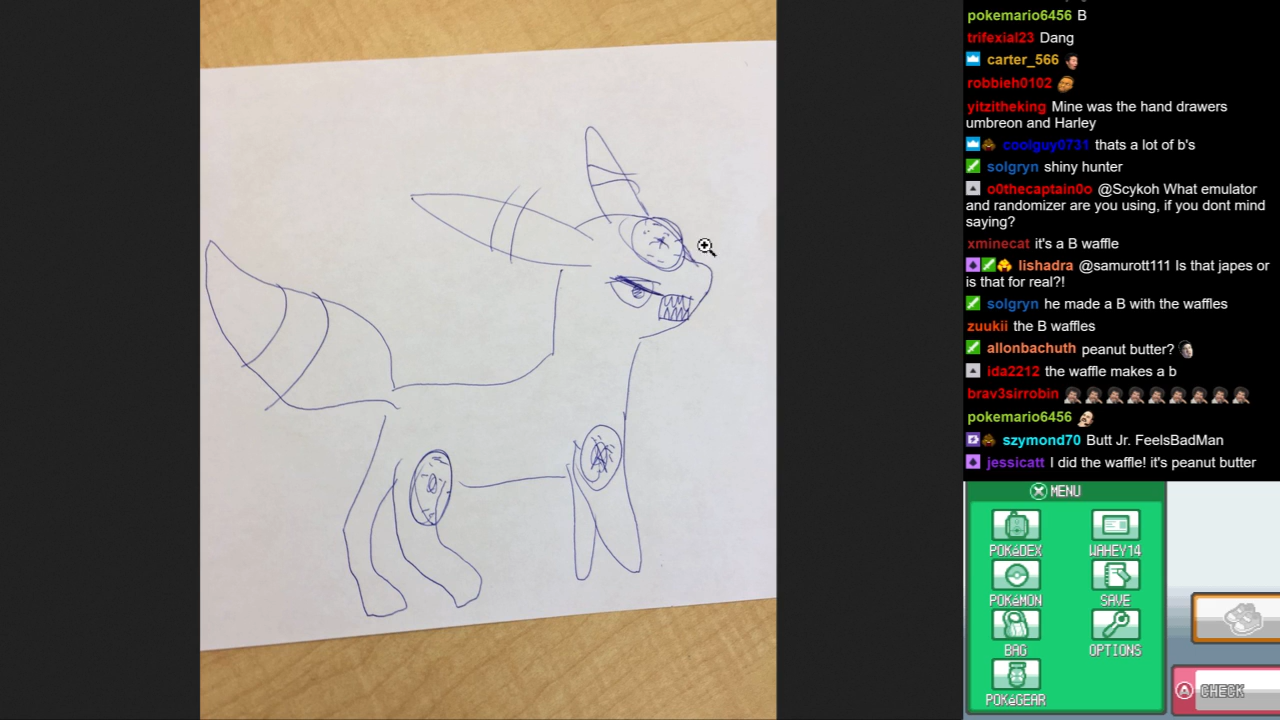 pokemario6456 B
trifexial23 Dang
carter_566
robbieh0102
yitzitheking Mine was the hand drawers
umbreon and Harley
coolguy0731 thats a lot of b's
solgryn shiny hunter
o0thecaptain0o @Scykoh What emulator
and randomizer are you using, if you dont mind
saying?
xminecat it's a B waffle
lishadra @samurott111 Is that japes or
is that for real?!
solgryn he made a B with the waffles
zuukii the B waffles
allonbachuth peanut butter?
ida2212 the waffle makes a b
brav3sirrobin
pokemario6456
szymond70 Butt Jr. FeelsBadMan
jessicatt I did the waffle! it's peanut butter
MENU
POKéDEX
WAHEY14
POKéMON
SAVE
BAG
OPTIONS
POKéGEAR
A CHECK